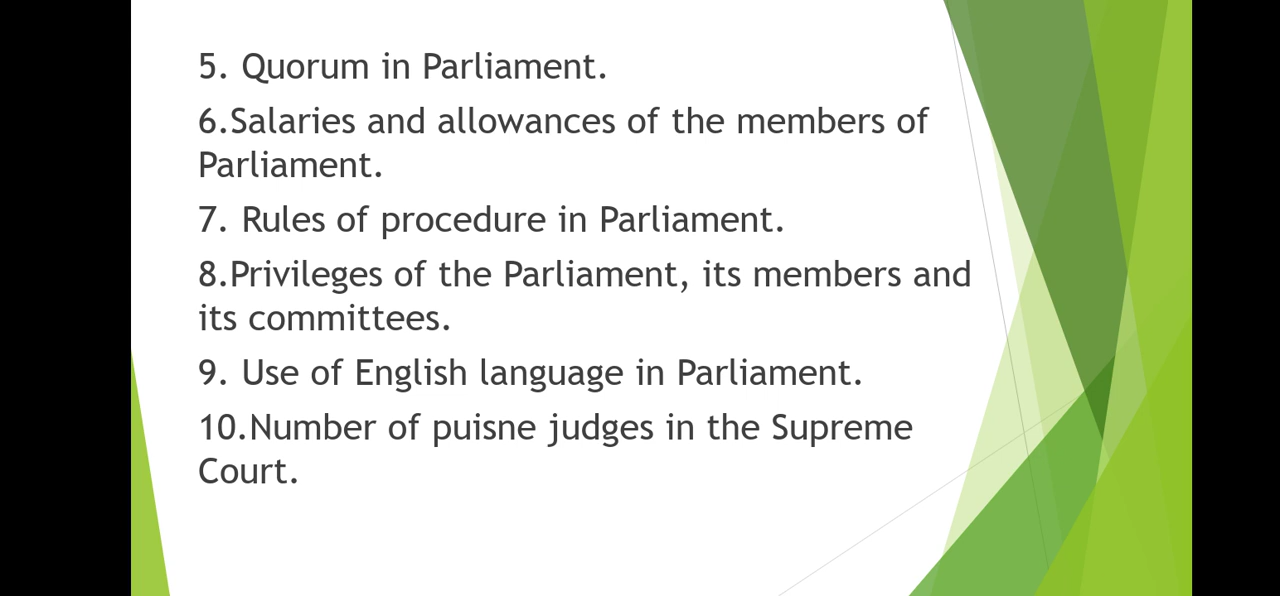 5. Quorum in Parliament.
6.Salaries and allowances of the members of
Parliament.
7. Rules of procedure in Parliament.
8.Privileges of the Parliament, its members and
its committees.
9. Use of English language in Parliament.
10.Number of puisne judges in the Supreme
Court.